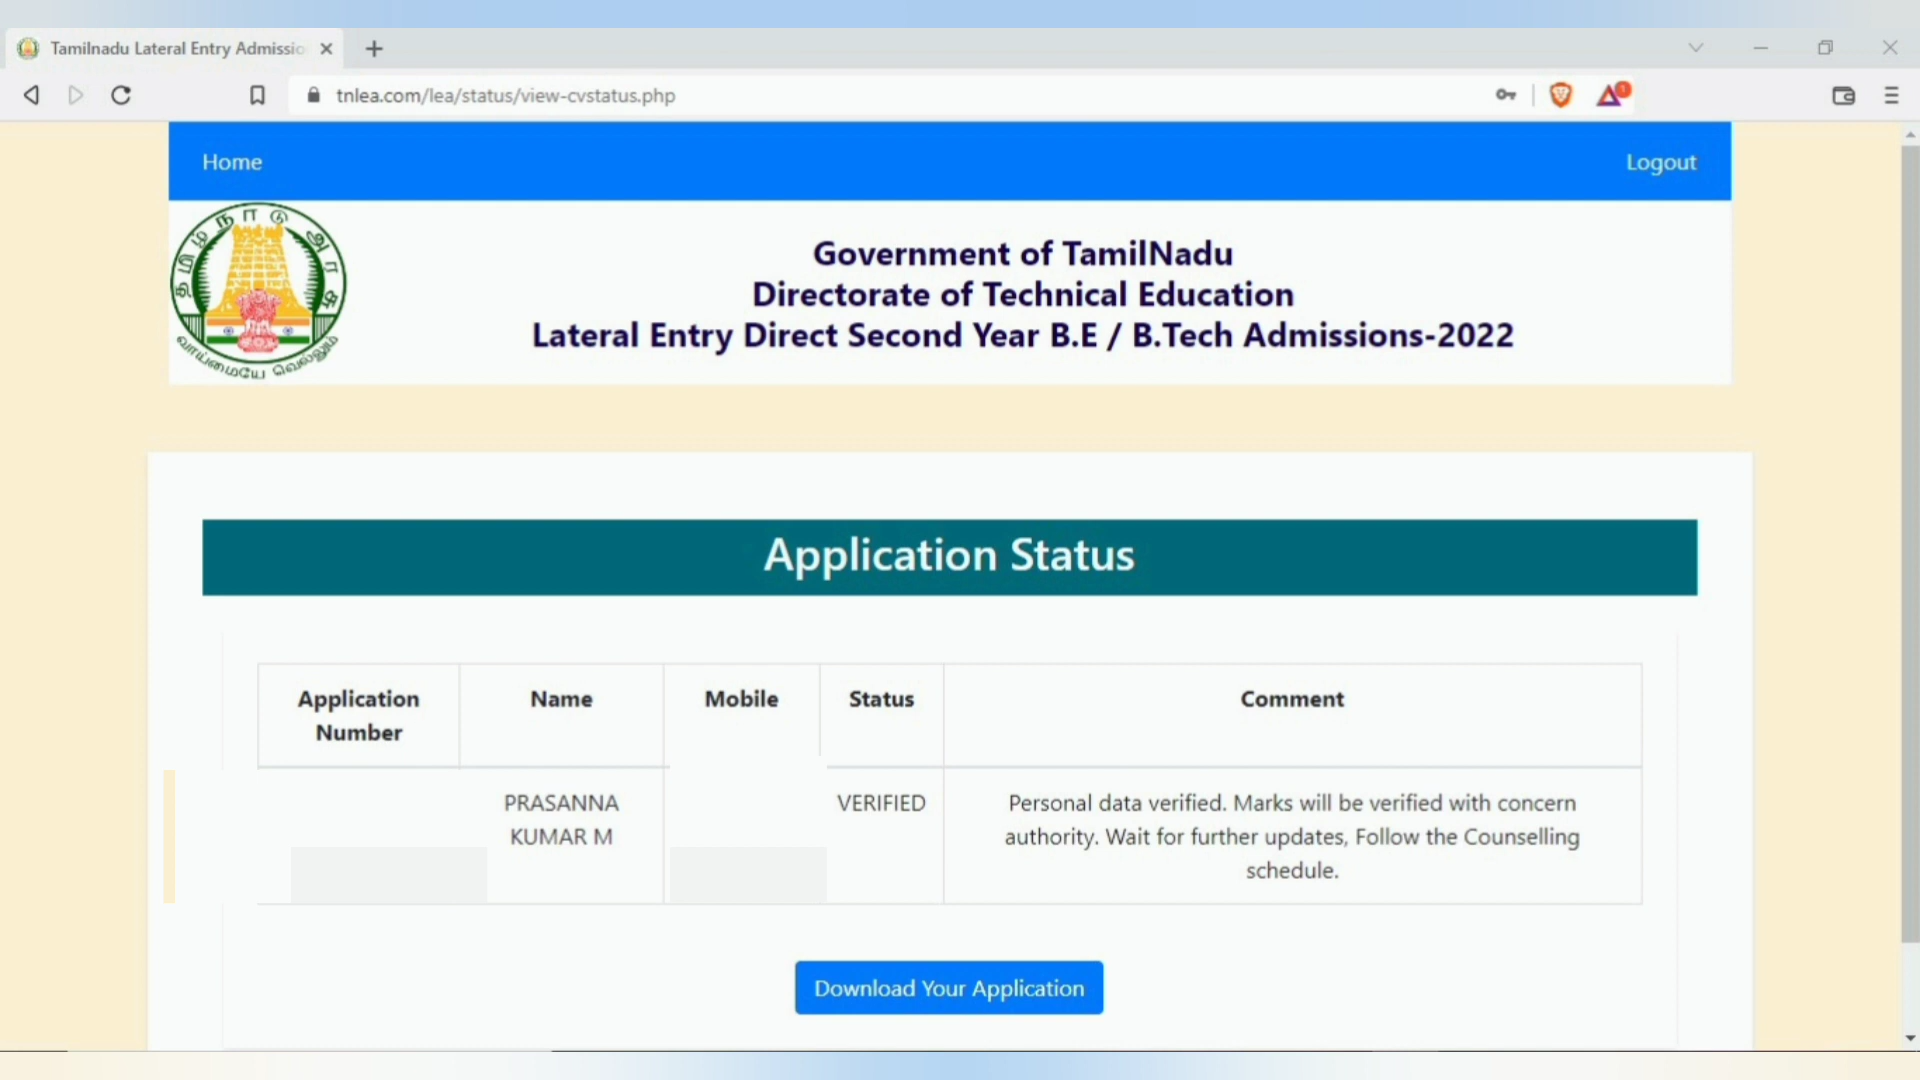 Tamilnadu Lateral Entry Admissio
tnlea.com/lea/status/view-cvstatus.php
Home
Logout
தமிழ்நாடு அரசு
வாய்மையே வெல்லும்
Government of TamilNadu
Directorate of Technical Education
Lateral Entry Direct Second Year B.E / B.Tech Admissions-2022
Application Status
Application
Number
Name
Mobile
Status
Comment
PRASANNA
KUMAR M
VERIFIED
Personal data verified. Marks will be verified with concern
authority. Wait for further updates, Follow the Counselling
schedule.
Download Your Application